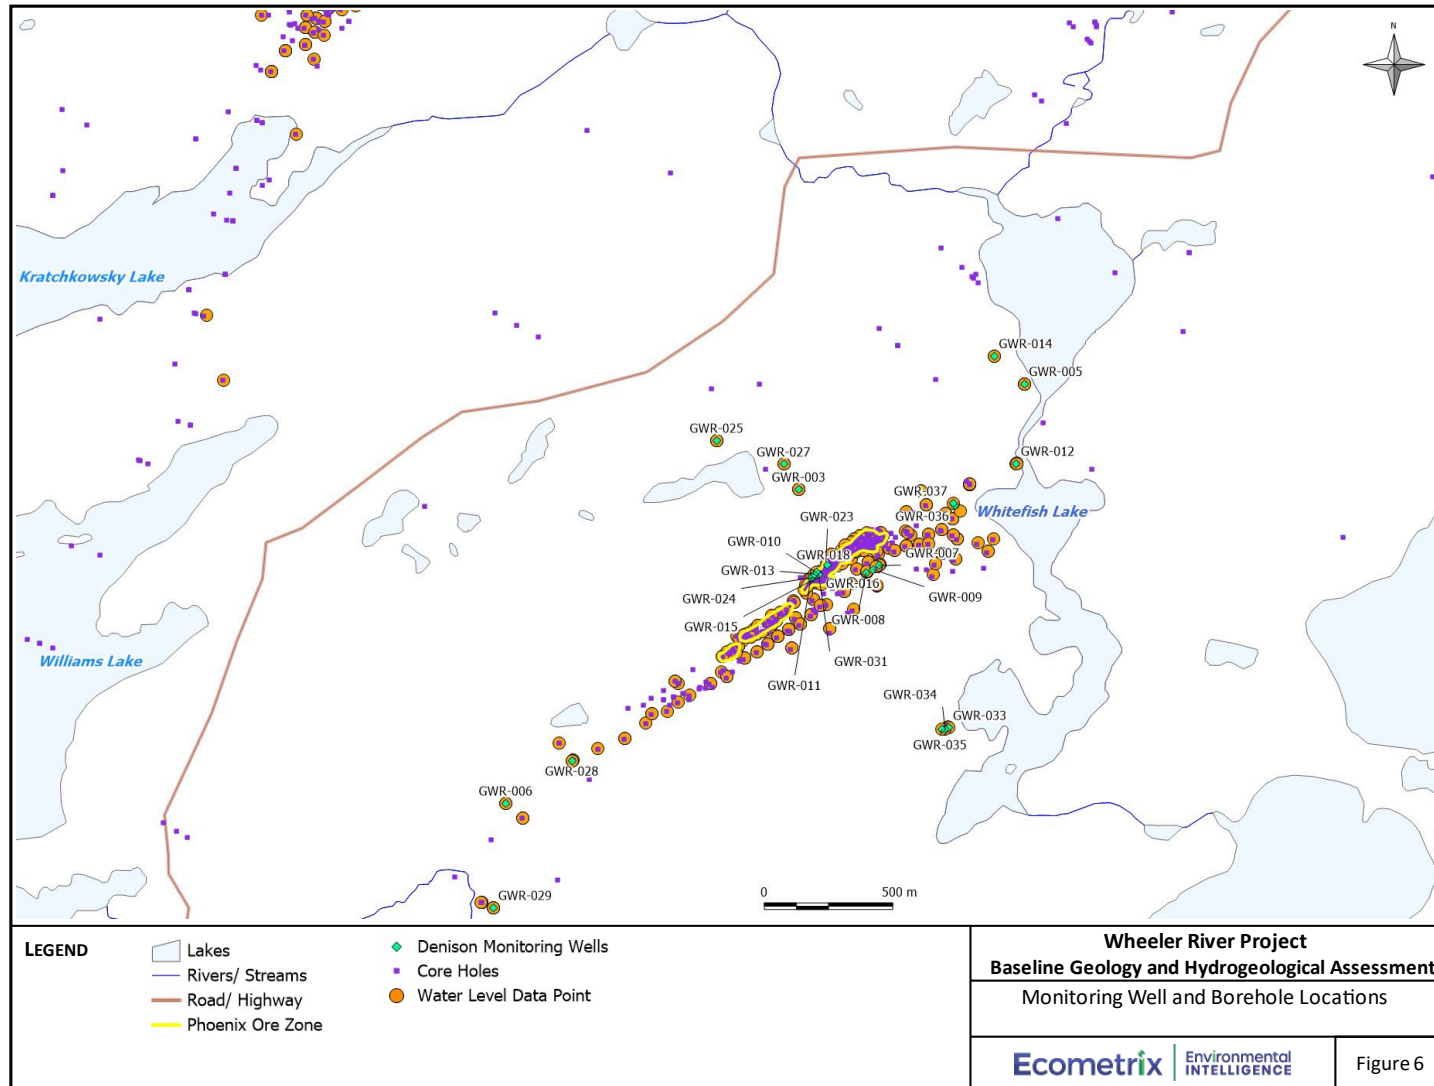 N
Kratchkowsky Lake
GWR-014
GWR-005
GWR-025
GWR-027
GWR-012
GWR-003
GWR-037
Whitefish Lake
GWR-023
GWR-036
GWR-010
GWR-018
GWR-007
GWR-013
GWR-016
GWR-024
GWR-009
GWR-015
GWR-008
Williams Lake
GWR-031
GWR-011
GWR-034
GWR-033
GWR-035
GWR-028
GWR-006
GWR-029
0 500 m
LEGEND
Lakes
Rivers/ Streams
Road/ Highway
Phoenix Ore Zone
Denison Monitoring Wells
Core Holes
Water Level Data Point
Wheeler River Project
Baseline Geology and Hydrogeological Assessment
Monitoring Well and Borehole Locations
Ecometrix
Environmental
INTELLIGENCE
Figure 6